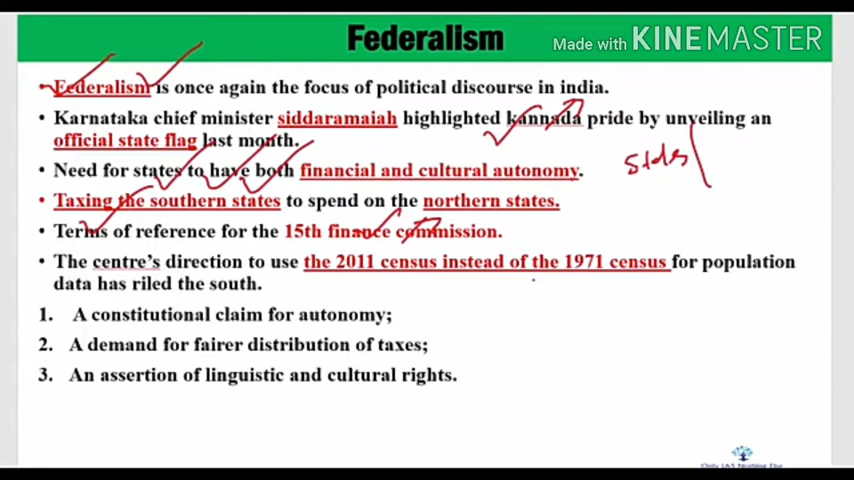 Federalism
Made with KINEMASTER
• Federalism is once again the focus of political discourse in india.
• Karnataka chief minister siddaramaiah highlighted kannada pride by unveiling an
official state flag last month.
• Need for states to have both financial and cultural autonomy.
• Taxing the southern states to spend on the northern states.
• Terms of reference for the 15th finance commission.
• The centre's direction to use the 2011 census instead of the 1971 census for population
data has riled the south.
1. A constitutional claim for autonomy;
2. A demand for fairer distribution of taxes;
3. An assertion of linguistic and cultural rights.